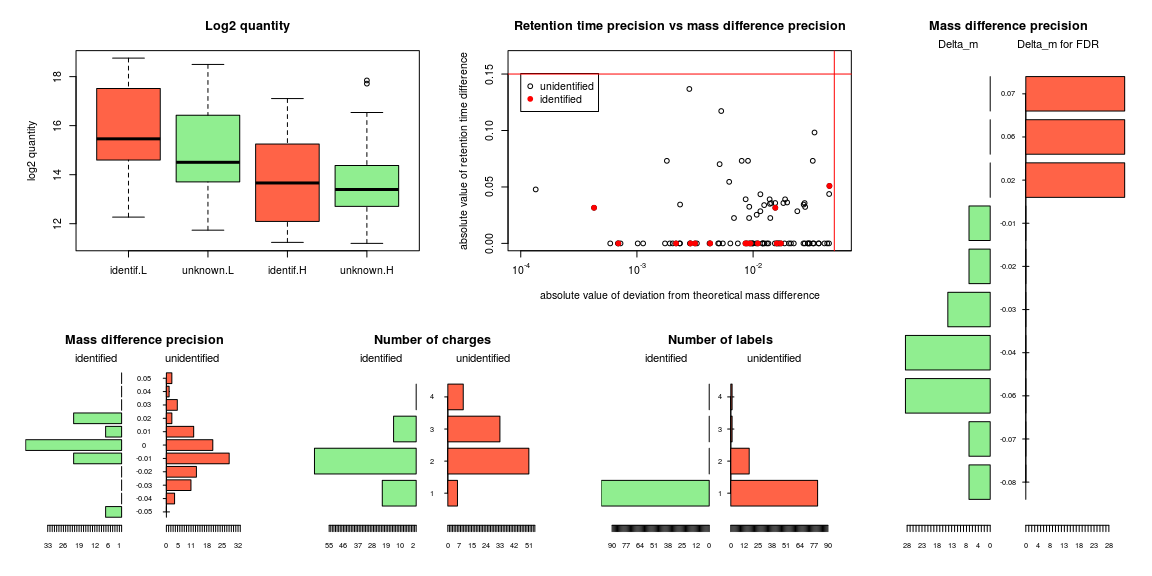 Log2 quantity
log2 quantity
18
16
14
12
identif.L unknown.L identif.H unknown.H
Retention time precision vs mass difference precision
absolute value of retention time difference
0.15
0.10
0.05
0.00
unidentified
identified
10-4 10-3 10-2
absolute value of deviation from theoretical mass difference
Mass difference precision
Delta_m Delta_m for FDR
0.07
0.06
0.02
-0.01
-0.02
-0.03
-0.04
-0.06
-0.07
-0.08
28 23 18 13 8 4 0 0 4 8 13 18 23 28
Mass difference precision
identified unidentified
0.05
0.04
0.03
0.02
0.01
0
-0.01
-0.02
-0.03
-0.04
-0.05
33 26 19 12 6 1 0 5 11 18 25 32
Number of charges
identified unidentified
4
3
2
1
55 46 37 28 19 10 2 0 7 15 24 33 42 51
Number of labels
identified unidentified
4
3
2
1
90 77 64 51 38 25 12 0 0 12 25 38 51 64 77 90